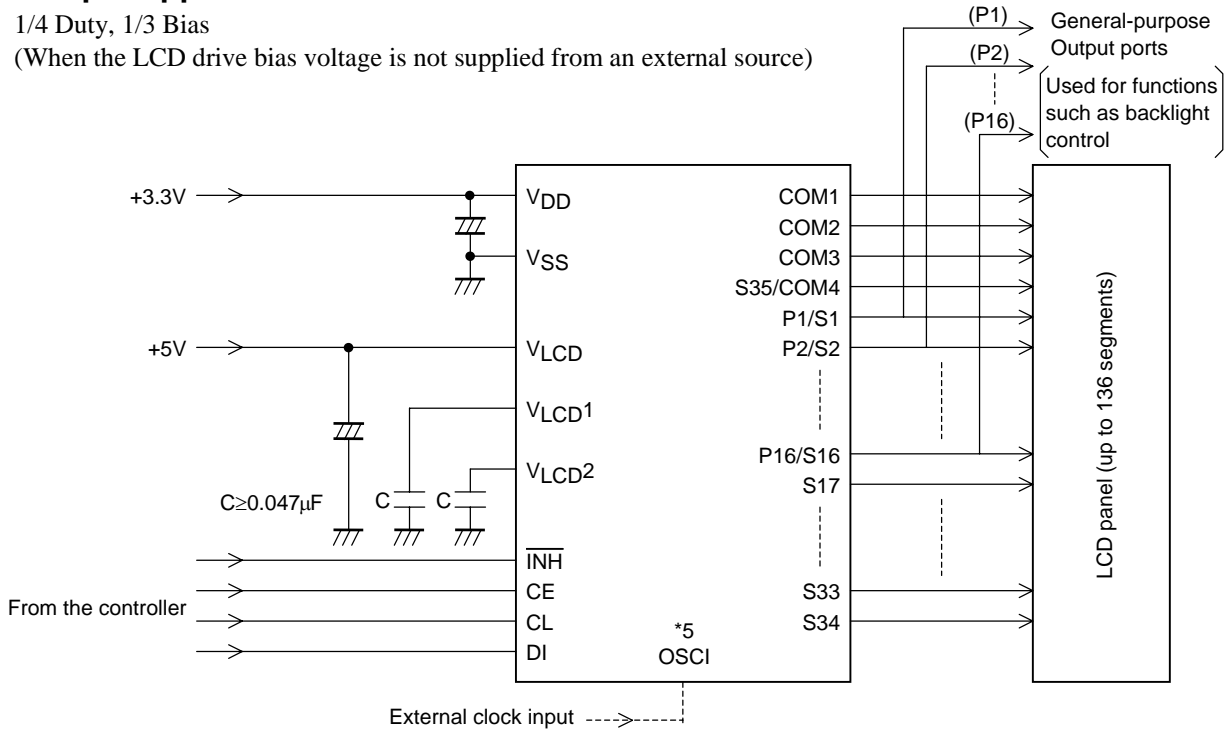 1/4 Duty, 1/3 Bias
(When the LCD drive bias voltage is not supplied from an external source)
(P1)
General-purpose
Output ports
(P2)
Used for functions
such as backlight
control
(P16)
+3.3V
VDD
VSS
+5V
VLCD
VLCD1
VLCD2
C≥0.047μF
C
C
From the controller
INH
CE
CL
DI
*5
OSCI
External clock input
COM1
COM2
COM3
S35/COM4
P1/S1
P2/S2
P16/S16
S17
S33
S34
LCD panel (up to 136 segments)